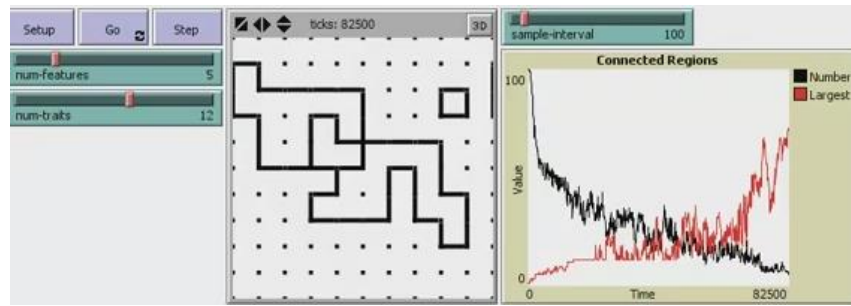 Setup
Go
Step
num-features 5
num-traits 12
ticks: 82500
3D
sample-interval 100
Connected Regions
100
Value
0
0
Time
82500
Number
Largest